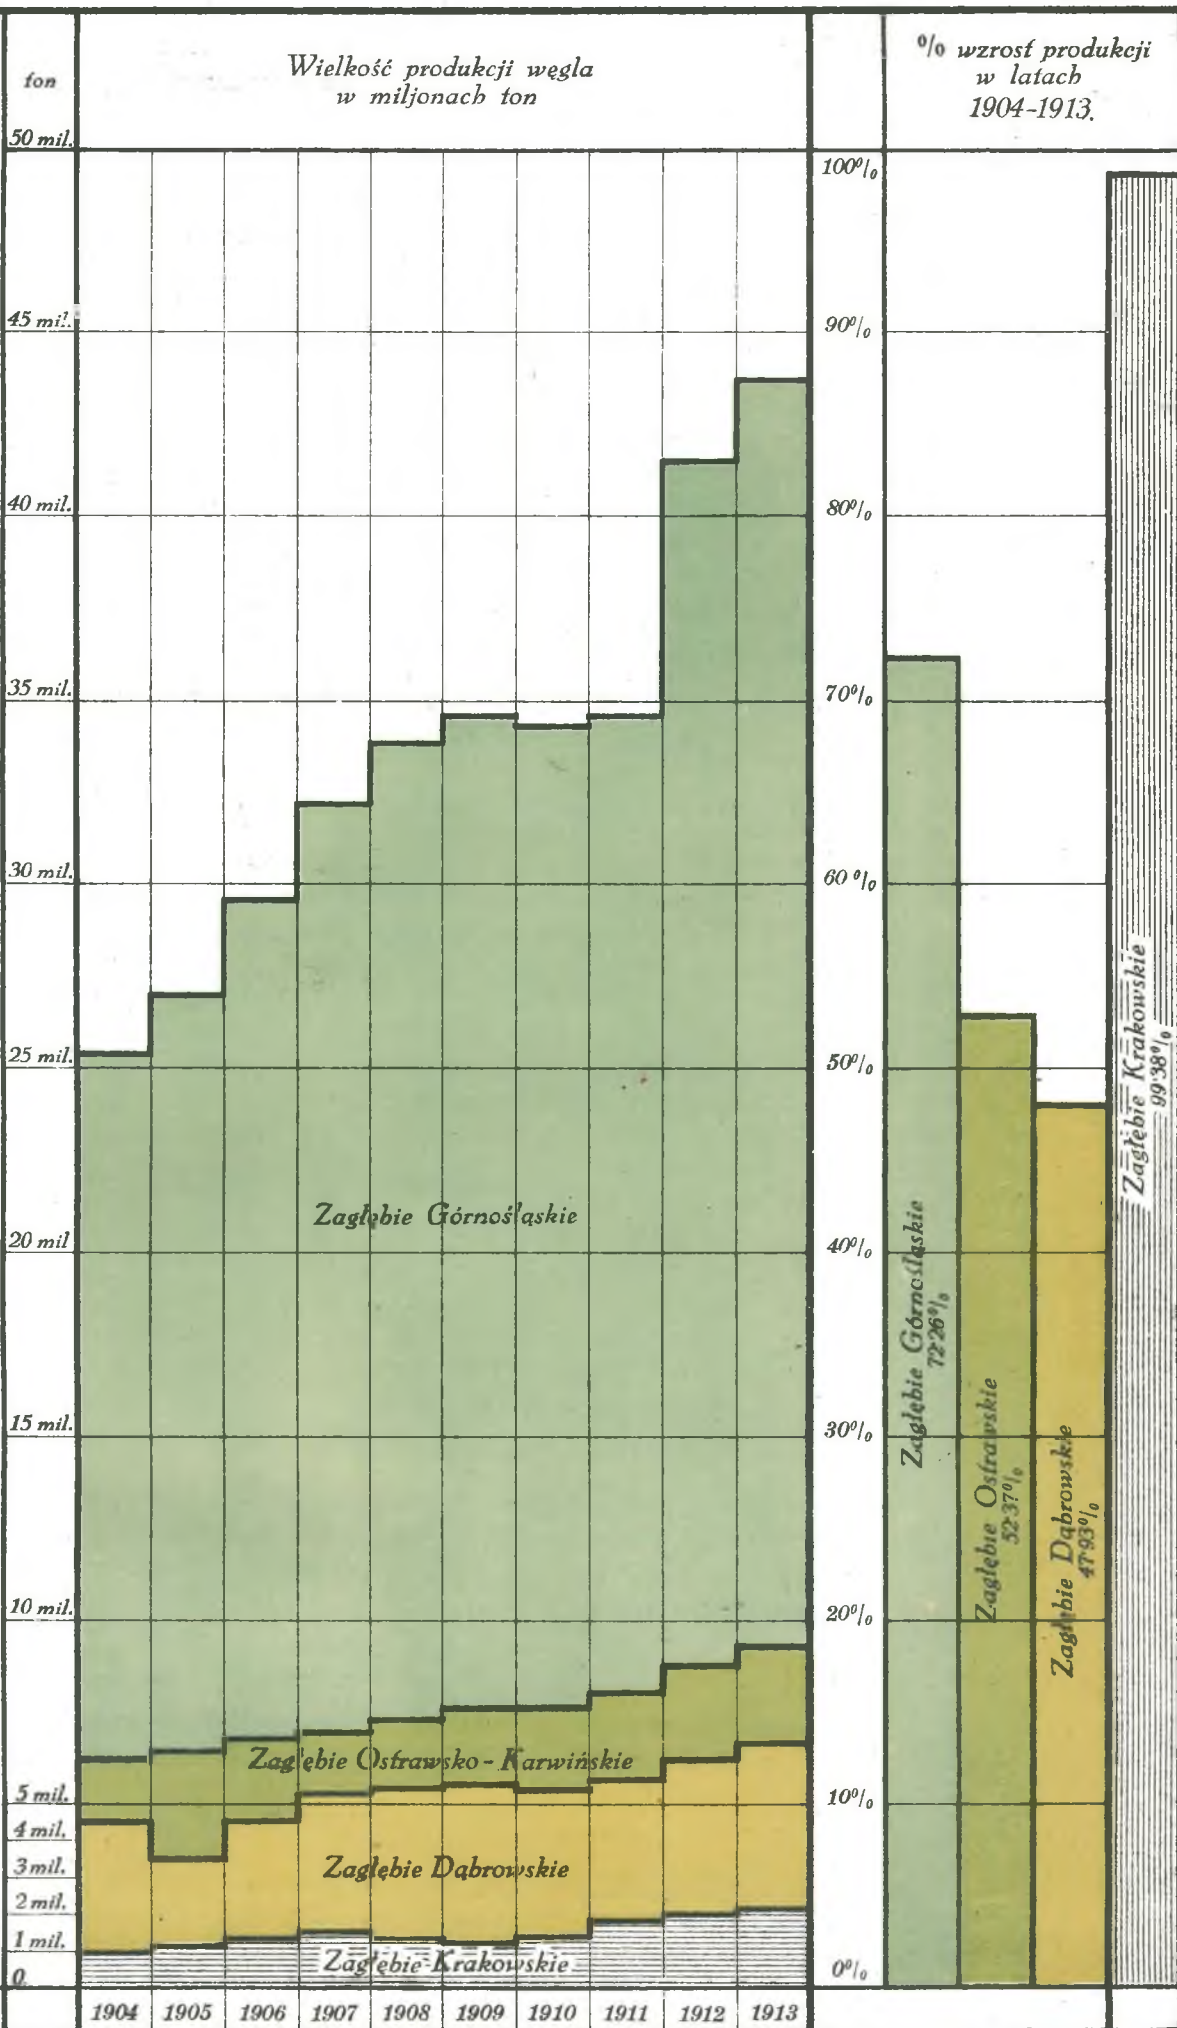 ton
Wielkość produkcji węgla
w miljonach ton
% wzrost produkcji
w latach
1904-1913.
50 mil.
45 mil.
40 mil.
35 mil.
30 mil.
25 mil.
20 mil
15 mil.
10 mil.
5 mil.
4 mil.
3 mil.
2 mil.
1 mil.
0
100%
90%
80%
70%
60%
50%
40%
30%
20%
10%
0%
Zagłębie Górnośląskie
Zagłębie Ostrawsko-Karwińskie
Zagłębie Dąbrowskie
Zagłębie-Krakowskie
Zagłębie Górnośląskie
72·26%
Zagłębie Ostrawskie
52·37%
Zagłębie Dąbrowskie
47·93%
Zagłębie Krakowskie
99·38%
1904 1905 1906 1907 1908 1909 1910 1911 1912 1913